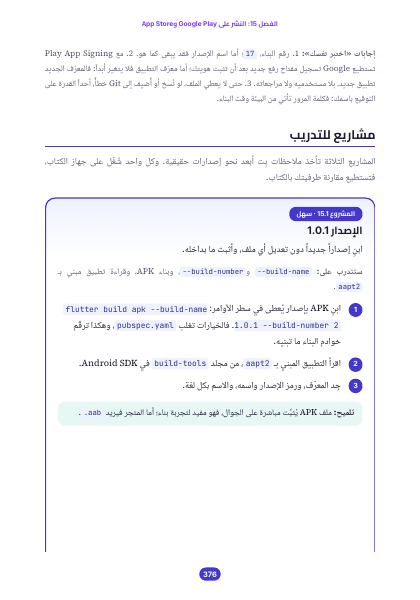 الفصل 15: النشر على Google Play وApp Store
إجابات «اختبر نفسك»: 1. رقم البناء، 17؛ أما اسم الإصدار فقد يبقى كما هو. 2. مع Play App Signing
تستطيع Google تسجيل مفتاح رفع جديد بعد أن تثبت هويتك؛ أما معرّف التطبيق فلا يتغير أبداً: فالمعرّف الجديد
تطبيق جديد، بلا مستخدميه ولا مراجعاته. 3. حتى لا يعطي الملف، لو نُسخ أو أضيف إلى Git خطأً، أحداً القدرة على
التوقيع باسمك: فكلمة المرور تأتي من البيئة وقت البناء.
مشاريع للتدريب
المشاريع الثلاثة تأخذ ملاحظات بِت أبعد نحو إصدارات حقيقية. وكل واحد شُغّل على جهاز الكتاب،
فتستطيع مقارنة طرفيتك بالكتاب.
المشروع 15.1 · سهل
الإصدار 1.0.1
ابنِ إصداراً جديداً دون تعديل أي ملف، وأثبت ما بداخله.
ستتدرب على: --build-name و --build-number، وبناء APK، وقراءة تطبيق مبني بـ
aapt2.
1 ابنِ APK بإصدار يُعطى في سطر الأوامر: flutter build apk --build-name
1.0.1 --build-number 2. فالخيارات تغلب pubspec.yaml، وهكذا ترقّم
خوادم البناء ما تبنيه.
2 اقرأ التطبيق المبني بـ aapt2، من مجلد build-tools في Android SDK.
3 جِد المعرّف، ورمز الإصدار واسمه، والاسم بكل لغة.
تلميح: ملف APK يُثبَّت مباشرة على الجوال، فهو مفيد لتجربة بناء؛ أما المتجر فيريد .aab.
376